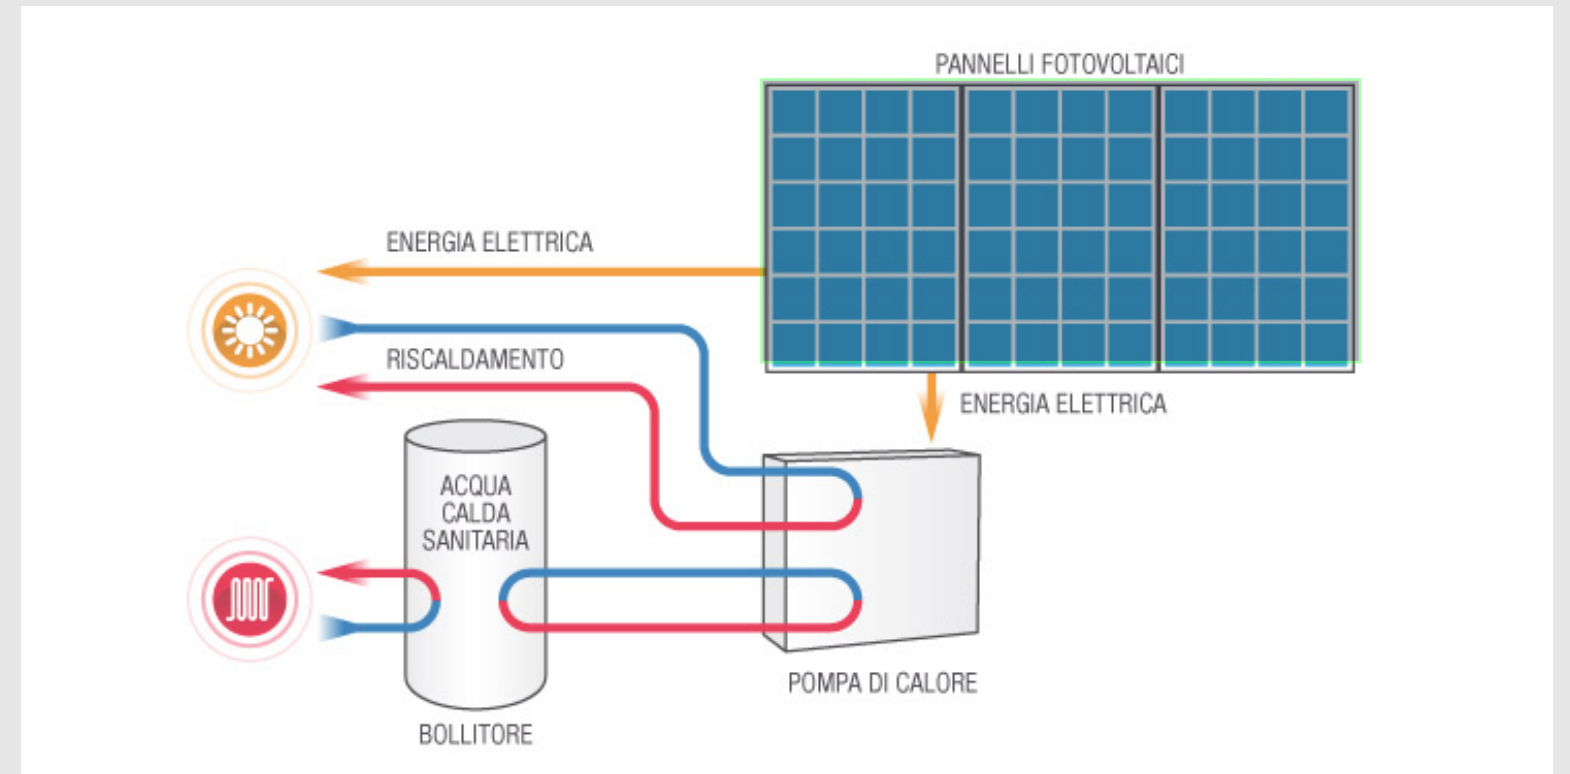 PANNELLI FOTOVOLTAICI
ENERGIA ELETTRICA
RISCALDAMENTO
ENERGIA ELETTRICA
ACQUA
CALDA
SANITARIA
POMPA DI CALORE
BOLLITORE